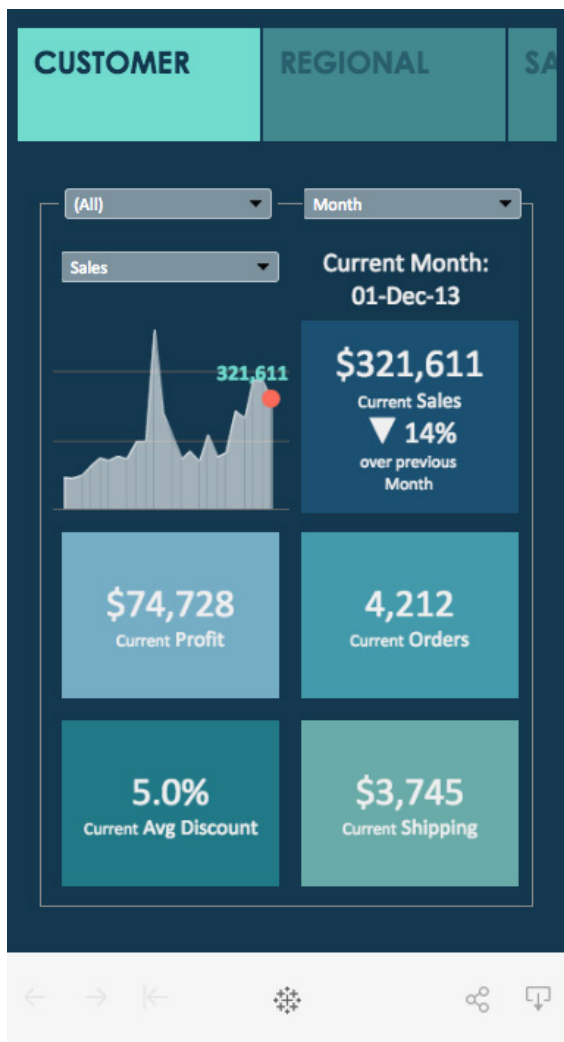 CUSTOMER
REGIONAL
SA
(All)
Month
Sales
Current Month:
01-Dec-13
321,611
$321,611
Current Sales
▼ 14%
over previous
Month
$74,728
Current Profit
4,212
Current Orders
5.0%
Current Avg Discount
$3,745
Current Shipping